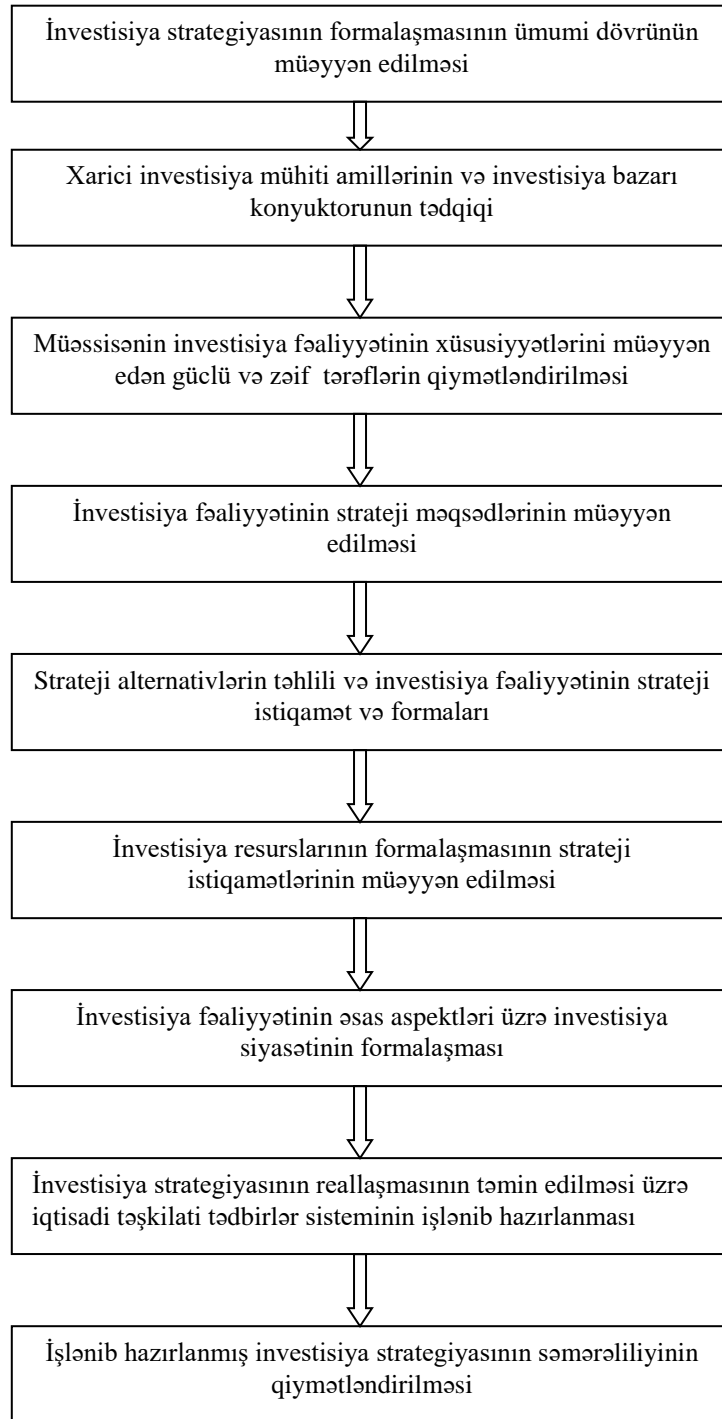 İnvestisiya strategiyasının formalaşmasının ümumi dövrünün
müəyyən edilməsi
Xarici investisiya mühiti amillərinin və investisiya bazarı
konyuktorunun tədqiqi
Müəssisənin investisiya fəaliyyətinin xüsusiyyətlərini müəyyən
edən güclü və zəif tərəflərin qiymətləndirilməsi
İnvestisiya fəaliyyətinin strateji məqsədlərinin müəyyən
edilməsi
Strateji alternativlərin təhlili və investisiya fəaliyyətinin strateji
istiqamət və formaları
İnvestisiya resurslarının formalaşmasının strateji
istiqamətlərinin müəyyən edilməsi
İnvestisiya fəaliyyətinin əsas aspektləri üzrə investisiya
siyasətinin formalaşması
İnvestisiya strategiyasının reallaşmasının təmin edilməsi üzrə
iqtisadi təşkilati tədbirlər sisteminin işlənib hazırlanması
İşlənib hazırlanmış investisiya strategiyasının səmərəliliyinin
qiymətləndirilməsi